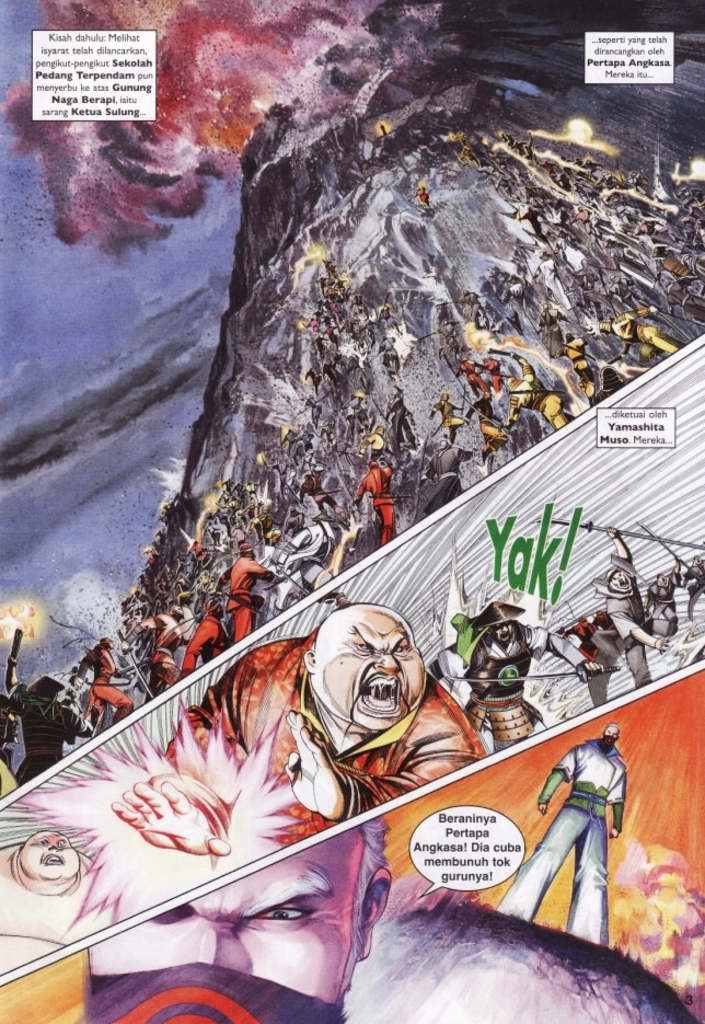 Kisah dahulu: Melihat
isyarat telah dilancarkan,
pengikut-pengikut Sekolah
Pedang Terpendam pun
menyerbu ke atas Gunung
Naga Berapi, iaitu
sarang Ketua Sulung...
...seperti yang telah
dirancangkan oleh
Pertapa Angkasa.
Mereka itu...
...diketuai oleh
Yamashita
Muso. Mereka...
Yak!
Beraninya
Pertapa
Angkasa! Dia cuba
membunuh tok
gurunya!
3